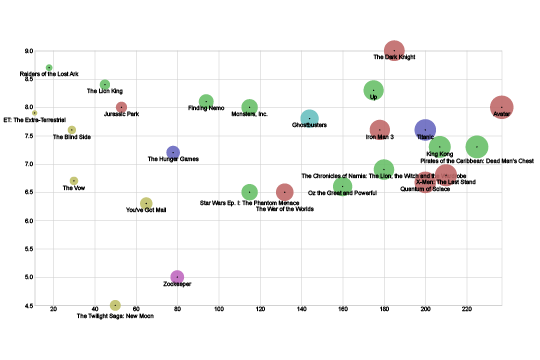 9.0
The Dark Knight
Raiders of the Lost Ark
8.5
The Lion King
Up
Finding Nemo
Monsters, Inc.
8.0
Jurassic Park
Avatar
ET: The Extra-Terrestrial
Ghostbusters
The Blind Side
Iron Man 3
Titanic
7.5
The Hunger Games
King Kong
Pirates of the Caribbean: Dead Man's Chest
7.0
The Chronicles of Narnia: The Lion, the Witch and the Wardrobe
The Vow
X-Men: The Last Stand
Oz the Great and Powerful
Quantum of Solace
6.5
Star Wars Ep. I: The Phantom Menace
You've Got Mail
The War of the Worlds
6.0
5.5
5.0
Zookeeper
4.5
20 40 60 80 100 120 140 160 180 200 220
The Twilight Saga: New Moon